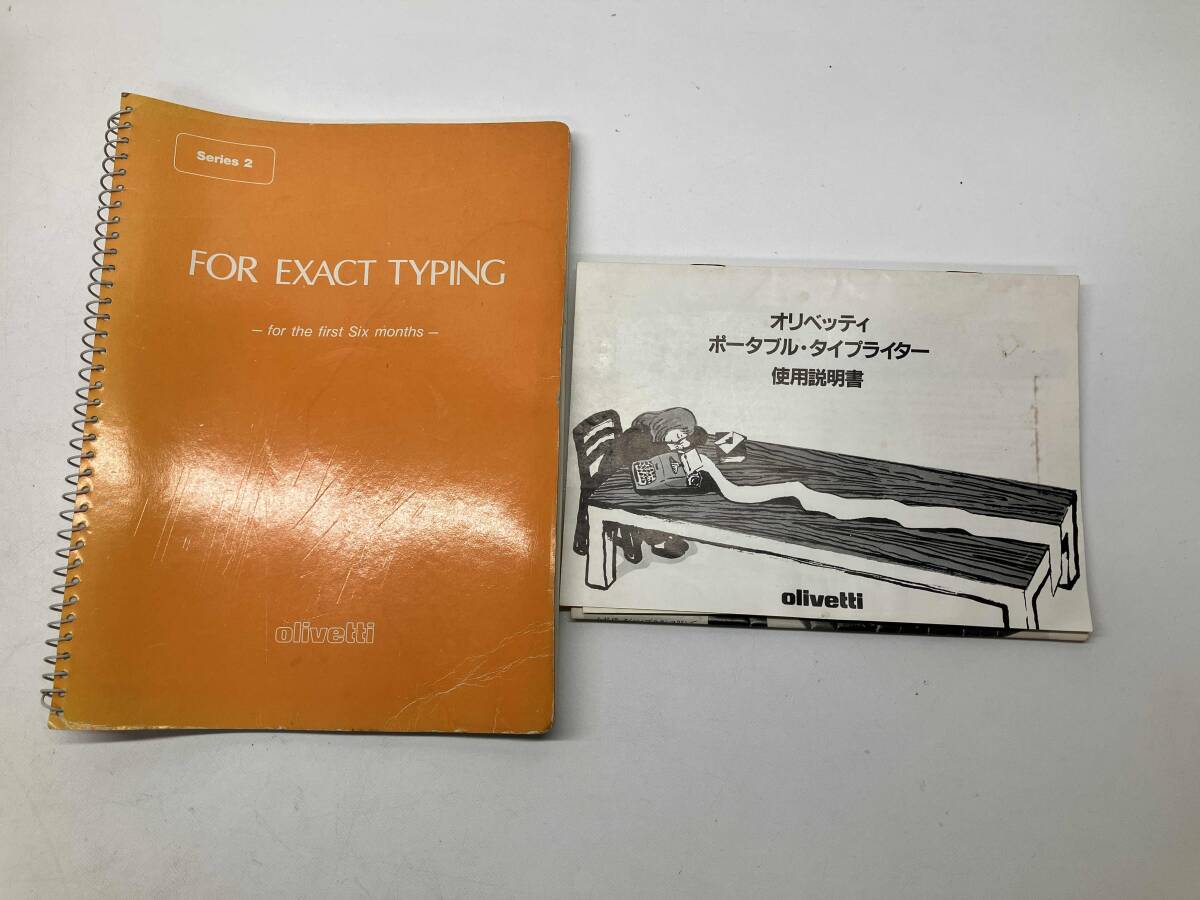 Series 2
FOR EXACT TYPING
– for the first Six months –
olivetti
オリベッティ
ポータブル・タイプライター
使用説明書
olivetti